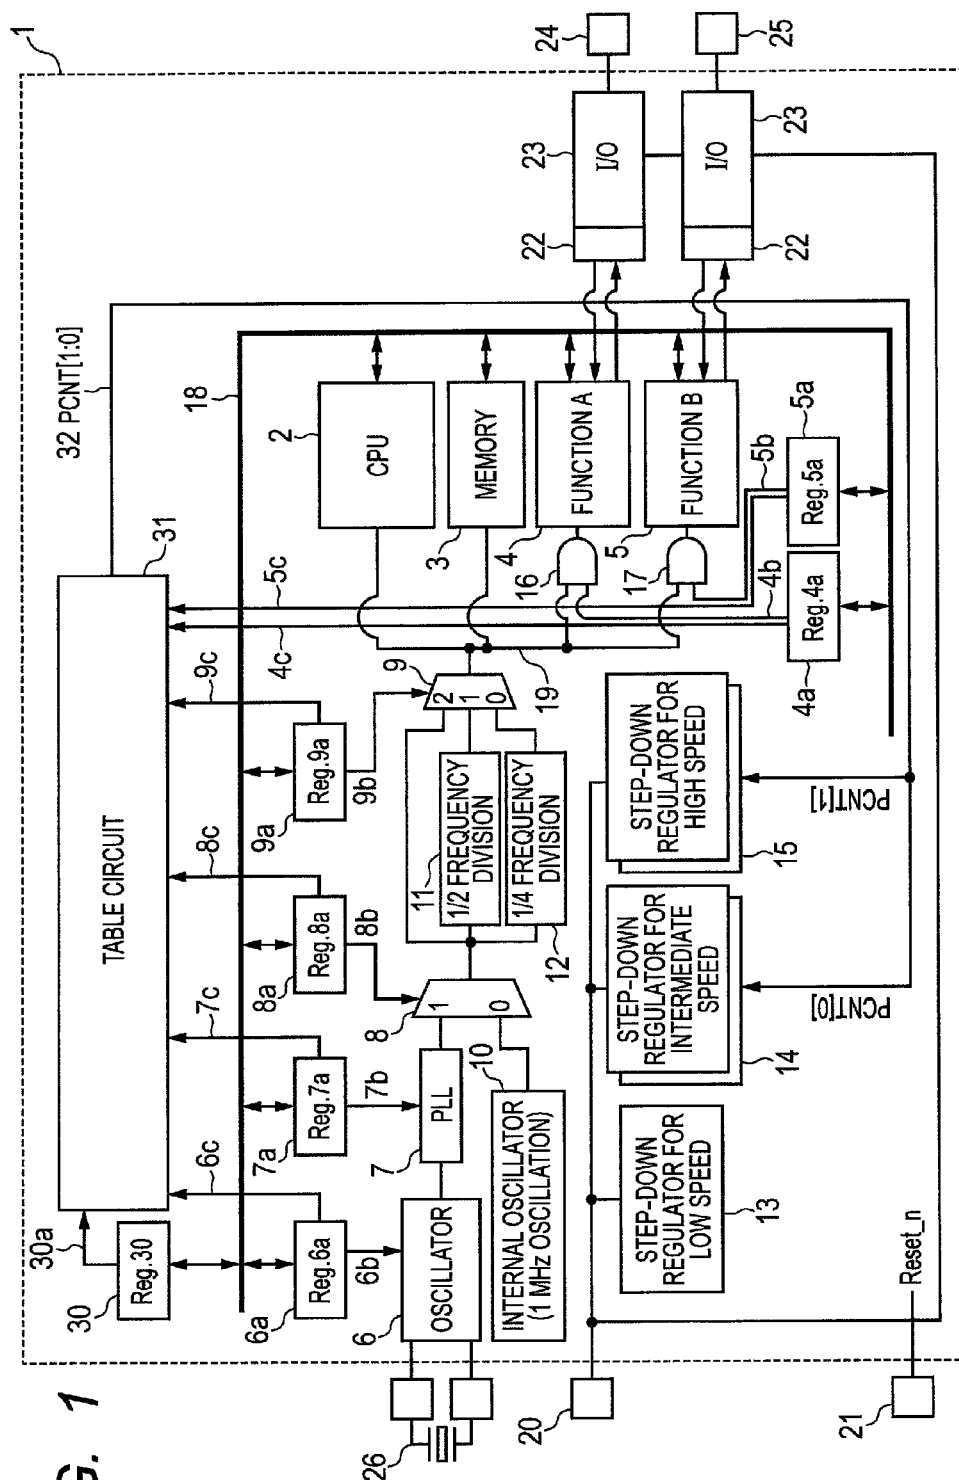 G. 1
1
24
25
23
I/O
22
23
I/O
22
32 PCNT[1:0]
18
2
CPU
3
MEMORY
4
FUNCTION A
5
FUNCTION B
16
17
5b
5a
Reg.5a
4b
4a
Reg.4a
31
TABLE CIRCUIT
5c
4c
9c
8c
7c
6c
30a
30
Reg.30
9a
Reg.9a
9b
8a
Reg.8a
8b
7a
Reg.7a
7b
6a
Reg.6a
6b
9
2
1
0
19
11
1/2 FREQUENCY
DIVISION
1/4 FREQUENCY
DIVISION
12
8
1
0
7
PLL
10
INTERNAL OSCILLATOR
(1 MHz OSCILLATION)
6
OSCILLATOR
26
STEP-DOWN
REGULATOR FOR
HIGH SPEED
15
PCNT[1]
STEP-DOWN
REGULATOR FOR
INTERMEDIATE
SPEED
14
PCNT[0]
STEP-DOWN
REGULATOR FOR
LOW SPEED
13
20
21
Reset_n